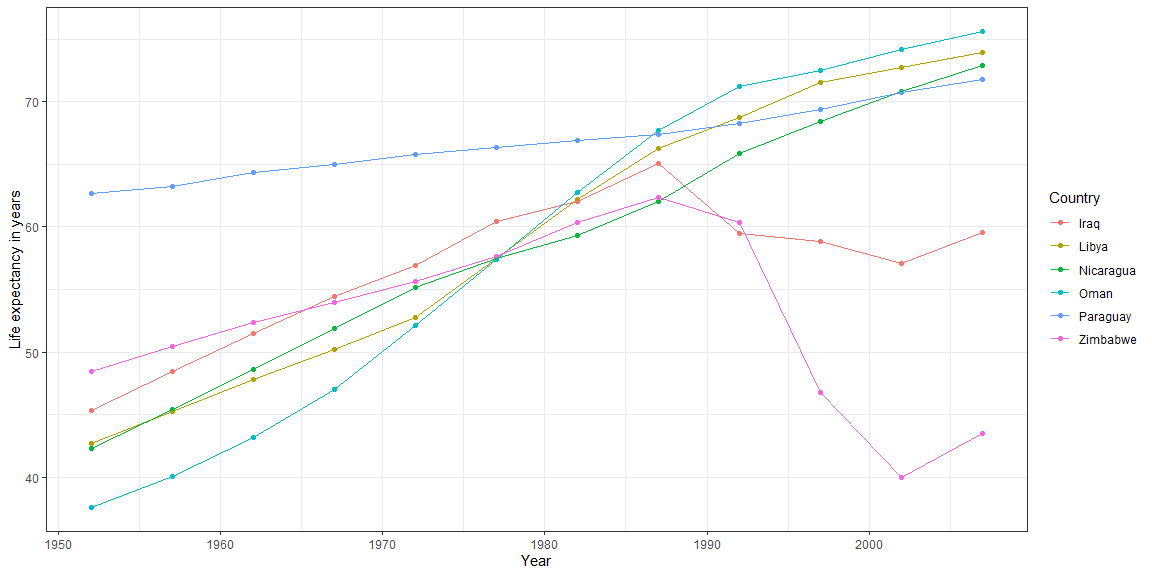 Life expectancy in years
70
60
50
40
1950
1960
1970
1980
1990
2000
Year
Country
Iraq
Libya
Nicaragua
Oman
Paraguay
Zimbabwe